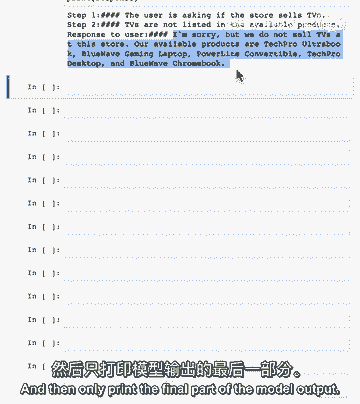 Step 1:#### The user is asking if the store sells TVs.
Step 2:#### TVs are not listed in the available products.
Response to user:#### I'm sorry, but we do not sell TVs a
t this store. Our available products are TechPro Ultraboo
k, BlueWave Gaming Laptop, PowerLite Convertible, TechPro
Desktop, and BlueWave Chromebook.
In [ ]:
In [ ]:
In [ ]:
In [ ]:
In [ ]:
In [ ]:
In [ ]:
In [ ]:
In [ ]:
In [ ]:
In [ ]:
In [ ]:
In [ ]:
然后只打印模型输出的最后一部分。
And then only print the final part of the model output.